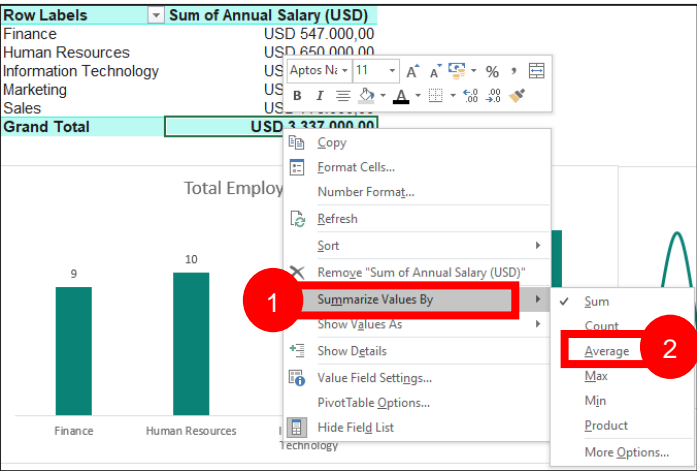 Row Labels Sum of Annual Salary (USD)
Finance USD 547.000,00
Human Resources USD 650.000,00
Information Technology
Marketing
Sales
Grand Total USD 3.337.000,00
Aptos 11 A A % ,
B I A
Copy
Format Cells...
Number Format...
Refresh
Sort
Remove "Sum of Annual Salary (USD)"
1 Summarize Values By
Show Values As
Show Details
Value Field Settings...
PivotTable Options...
Hide Field List
Sum
Count
Average 2
Max
Min
Product
More Options...
Total
9
10
Finance
Human Resources
Technology